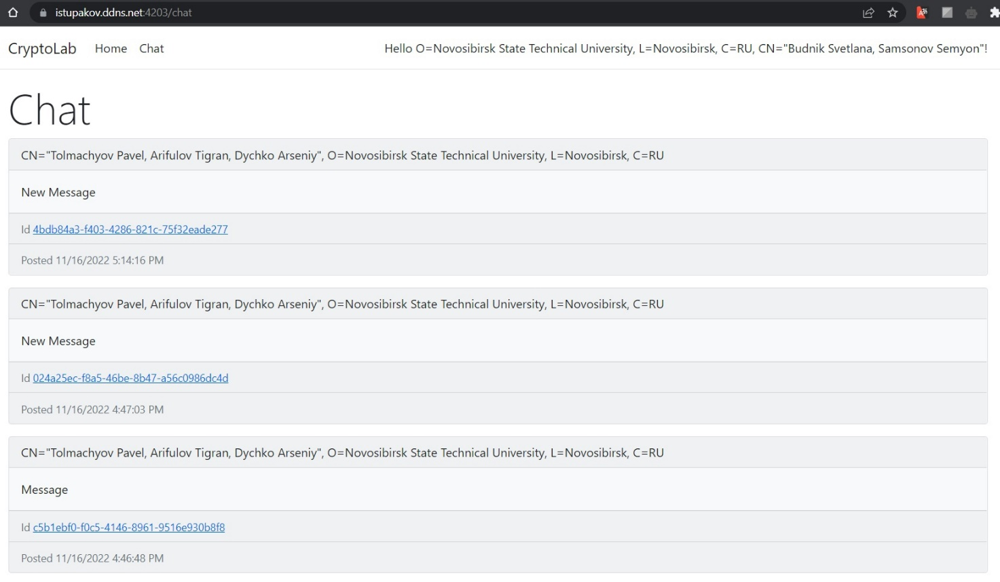 istupakov.ddns.net:4203/chat
CryptoLab Home Chat Hello O=Novosibirsk State Technical University, L=Novosibirsk, C=RU, CN="Budnik Svetlana, Samsonov Semyon"!
Chat
CN="Tolmachyov Pavel, Arifulov Tigran, Dychko Arseniy", O=Novosibirsk State Technical University, L=Novosibirsk, C=RU
New Message
Id 4bdb84a3-f403-4286-821c-75f32eade277
Posted 11/16/2022 5:14:16 PM
CN="Tolmachyov Pavel, Arifulov Tigran, Dychko Arseniy", O=Novosibirsk State Technical University, L=Novosibirsk, C=RU
New Message
Id 024a25ec-f8a5-46be-8b47-a56c0986dc4d
Posted 11/16/2022 4:47:03 PM
CN="Tolmachyov Pavel, Arifulov Tigran, Dychko Arseniy", O=Novosibirsk State Technical University, L=Novosibirsk, C=RU
Message
Id c5b1ebf0-f0c5-4146-8961-9516e930b8f8
Posted 11/16/2022 4:46:48 PM